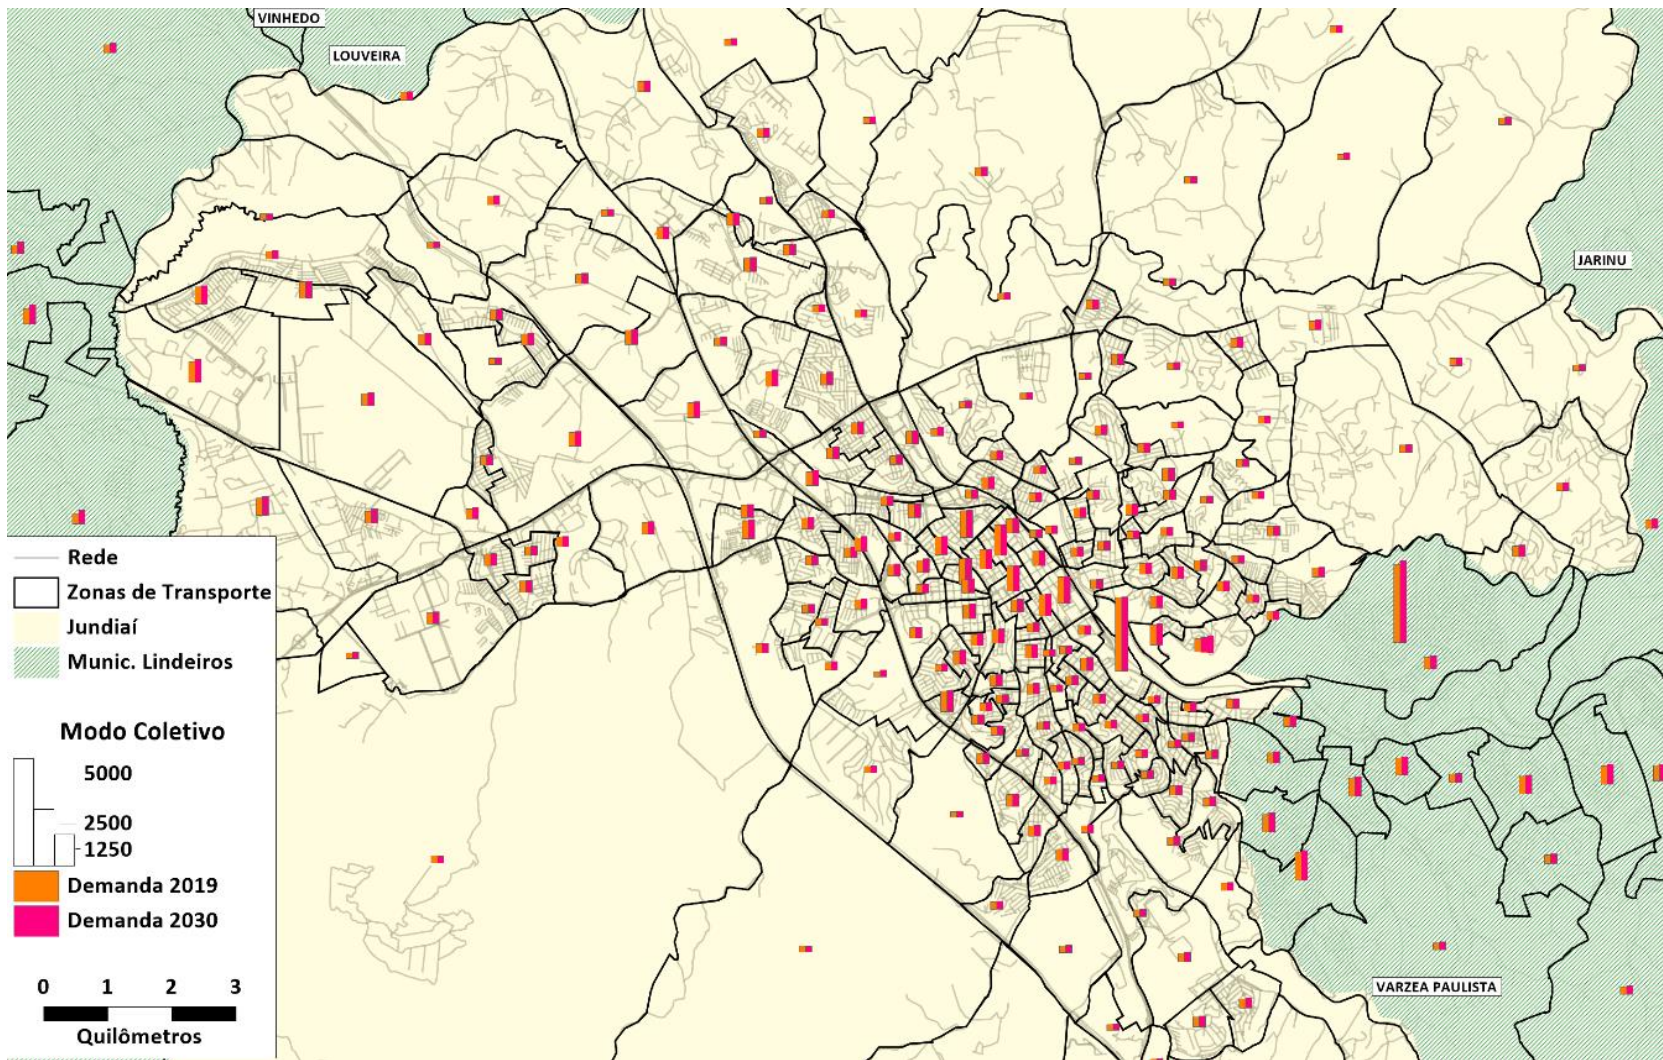 VINHEDO
LOUVEIRA
JARINU
Rede
Zonas de Transporte
Jundiaí
Munic. Lindeiros
Modo Coletivo
5000
2500
1250
Demanda 2019
Demanda 2030
0 1 2 3
Quilômetros
VARZEA PAULISTA